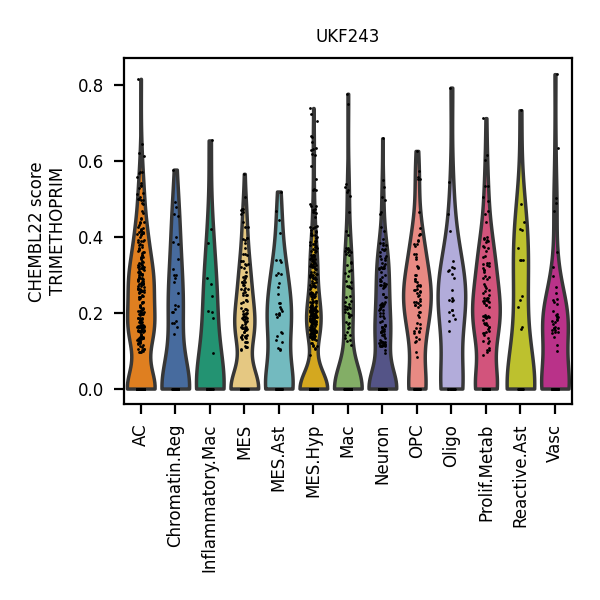 UKF243
CHEMBL22 score
TRIMETHOPRIM
0.8
0.6
0.4
0.2
0.0
AC
Chromatin.Reg
Inflammatory.Mac
MES
MES.Ast
MES.Hyp
Mac
Neuron
OPC
Oligo
Prolif.Metab
Reactive.Ast
Vasc